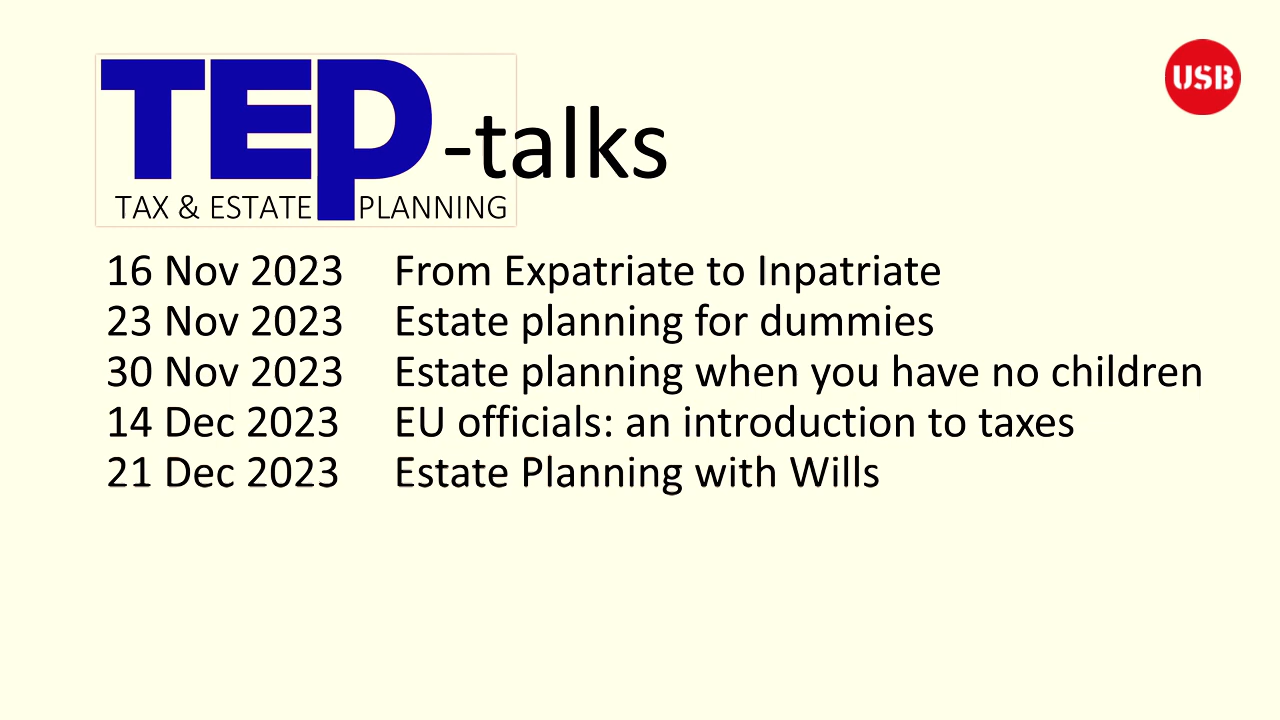 TEP-talks
USB
TAX & ESTATE PLANNING
16 Nov 2023 From Expatriate to Inpatriate
23 Nov 2023 Estate planning for dummies
30 Nov 2023 Estate planning when you have no children
14 Dec 2023 EU officials: an introduction to taxes
21 Dec 2023 Estate Planning with Wills